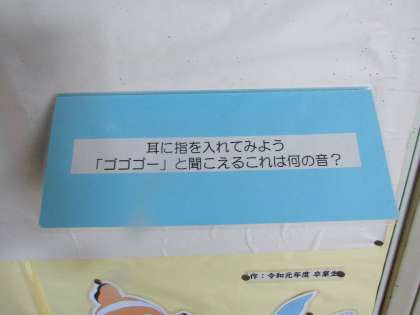 耳に指を入れてみよう
「ゴゴゴー」と聞こえるこれは何の音？
作：令和元年度 卒業生